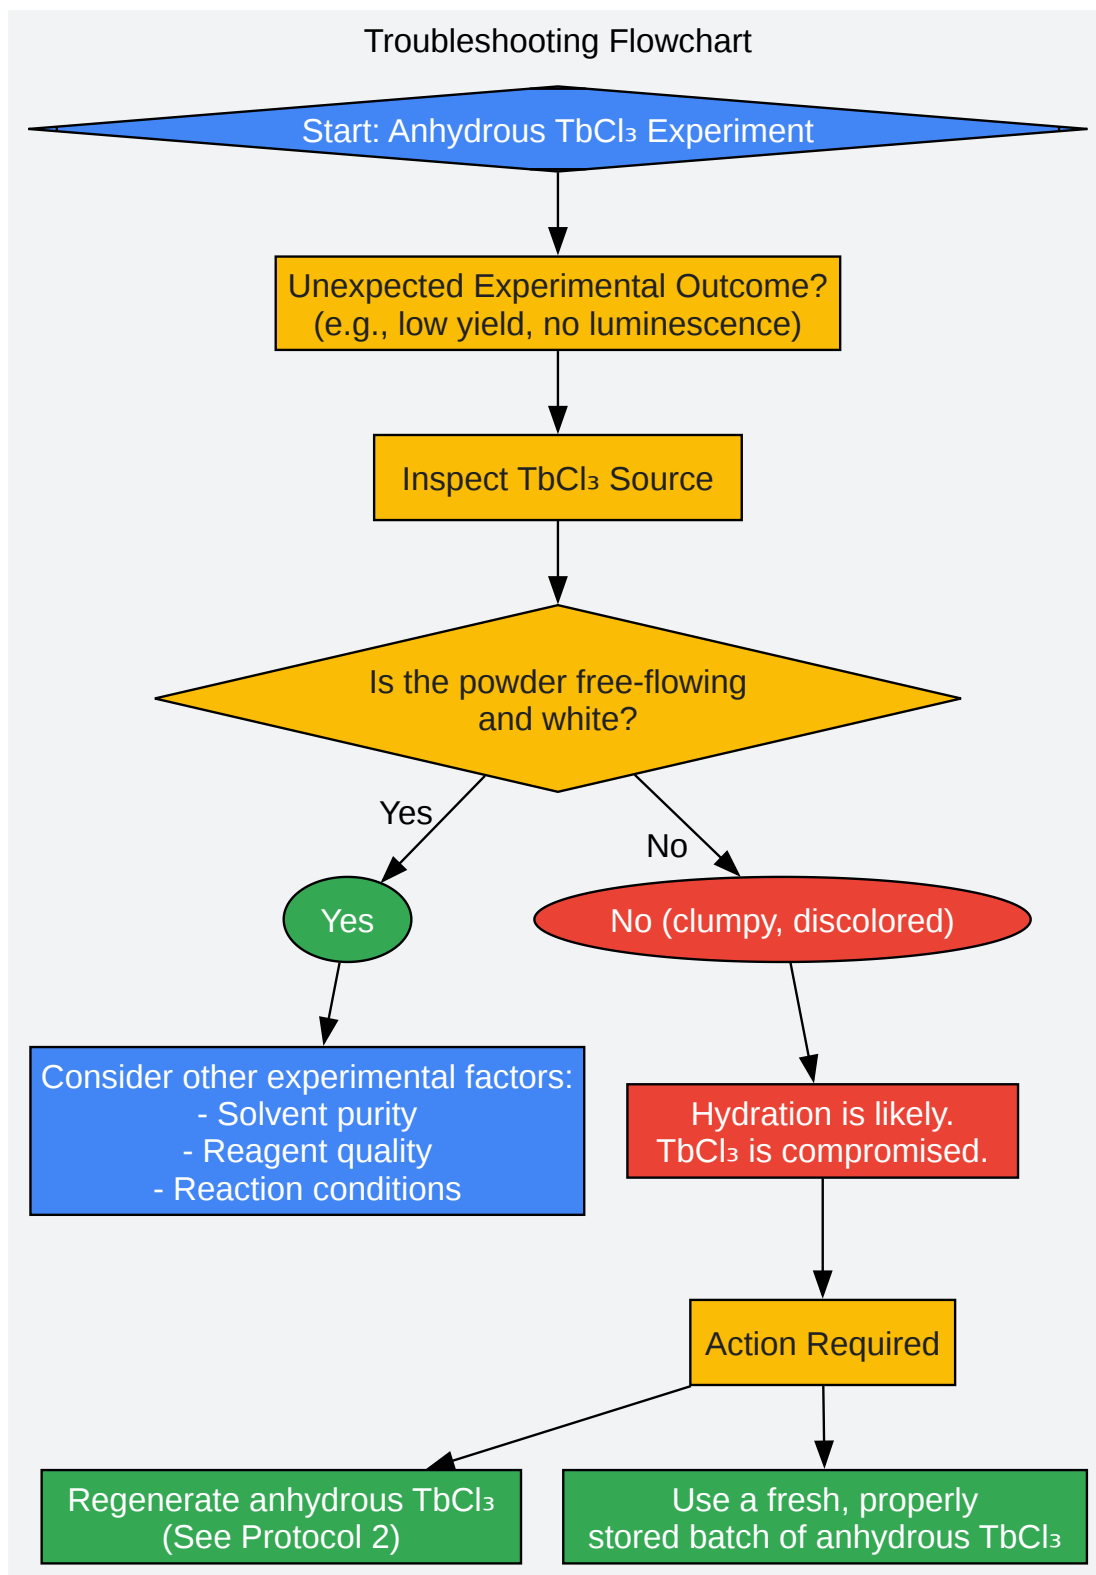 Troubleshooting Flowchart
Start: Anhydrous TbCl₃ Experiment
Unexpected Experimental Outcome?
(e.g., low yield, no luminescence)
Inspect TbCl₃ Source
Is the powder free-flowing
and white?
Yes
No
Yes
No (clumpy, discolored)
Consider other experimental factors:
- Solvent purity
- Reagent quality
- Reaction conditions
Hydration is likely.
TbCl₃ is compromised.
Action Required
Regenerate anhydrous TbCl₃
(See Protocol 2)
Use a fresh, properly
stored batch of anhydrous TbCl₃